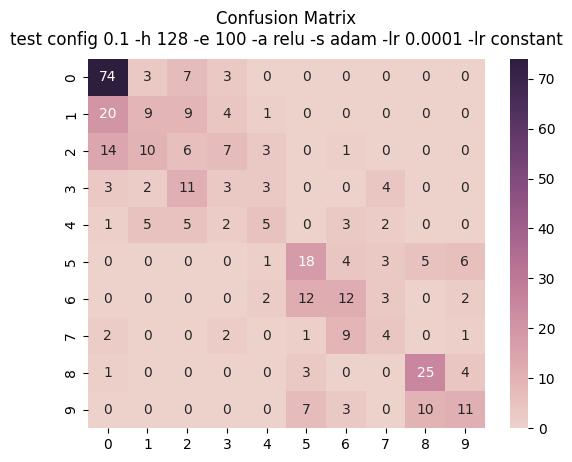 Confusion Matrix
test config 0.1 -h 128 -e 100 -a relu -s adam -lr 0.0001 -lr constant
0 74 3 7 3 0 0 0 0 0 0
1 20 9 9 4 1 0 0 0 0 0
2 14 10 6 7 3 0 1 0 0 0
3 3 2 11 3 3 0 0 4 0 0
4 1 5 5 2 5 0 3 2 0 0
5 0 0 0 0 1 18 4 3 5 6
6 0 0 0 0 2 12 12 3 0 2
7 2 0 0 2 0 1 9 4 0 1
8 1 0 0 0 0 3 0 0 25 4
9 0 0 0 0 0 7 3 0 10 11
0 1 2 3 4 5 6 7 8 9
70
60
50
40
30
20
10
0